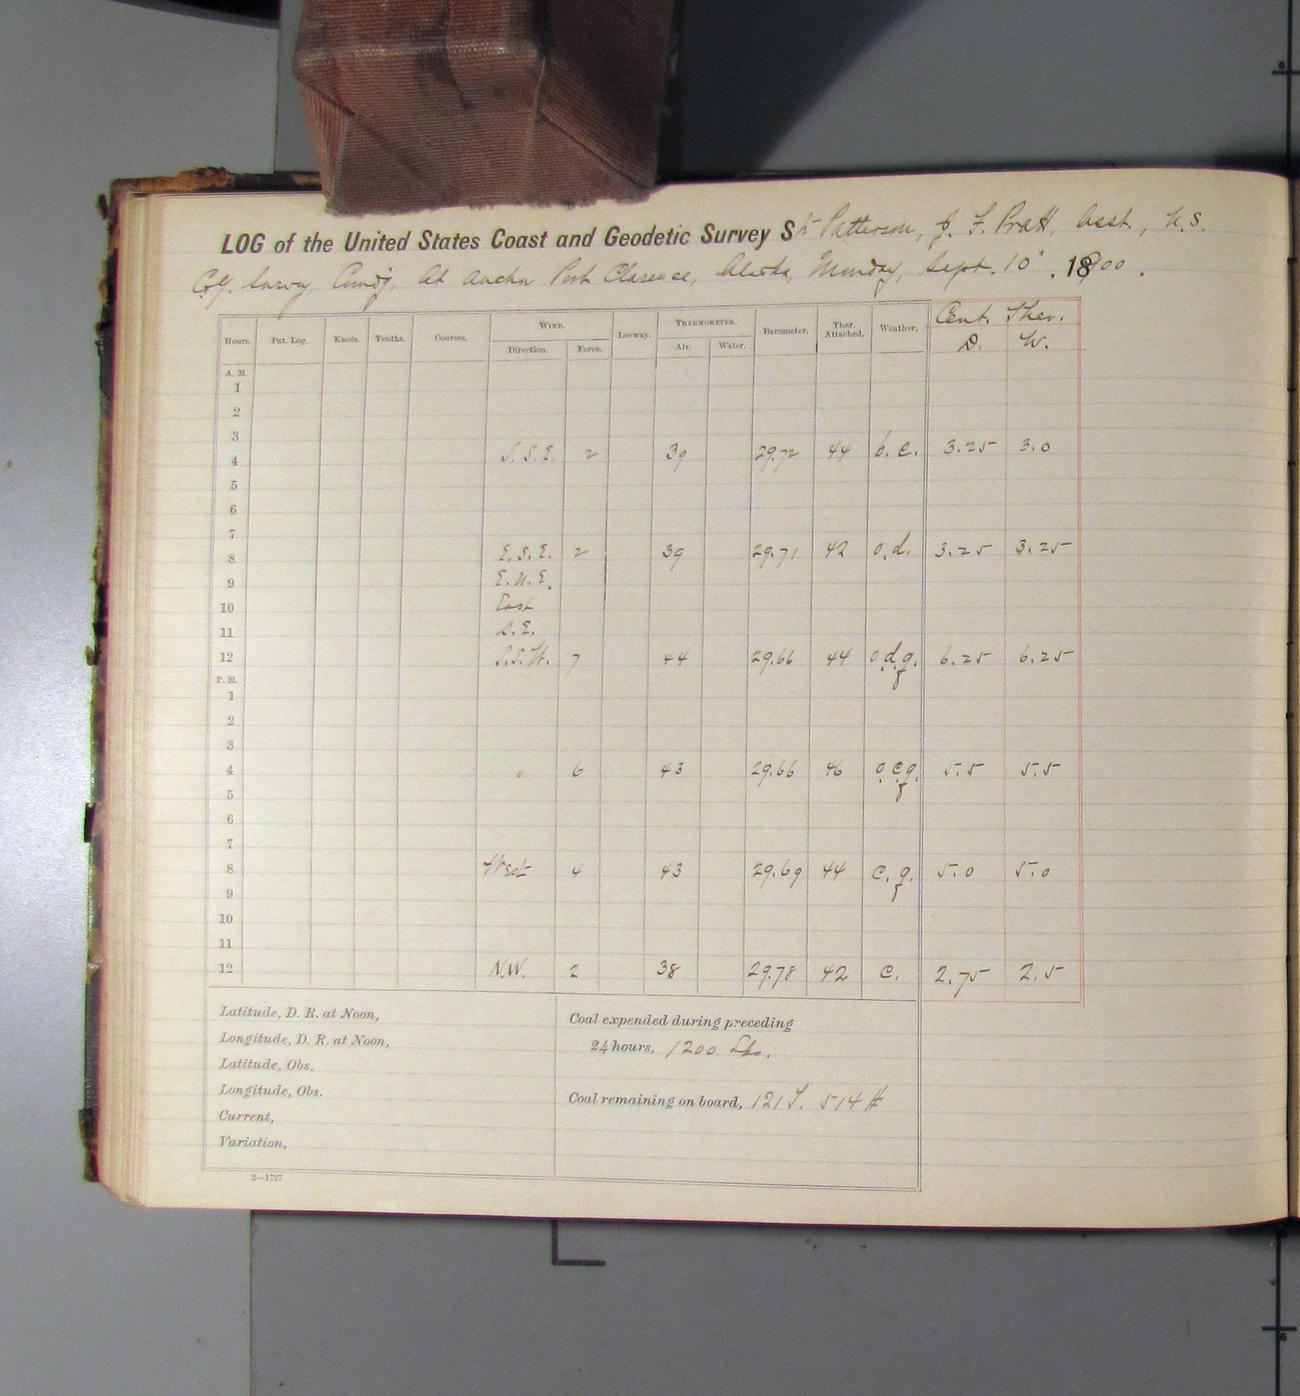 LOG of the United States Coast and Geodetic Survey Str Patterson, J. F. Pratt, Asst., U.S.
C.G. Survey, Comdg, At anchor Port Clarence, Alaska, Monday, Sept. 10", 1900.
Hours. Pat. Log. Knots. Tenths. Courses. WIND. Direction. Force. Leeway. THERMOMETER. Air. Water. Barometer. Ther. Attached. Weather. Cent. Ther. D. W.
A. M.
1
2
3
4 S.S.E. 2 39 29.72 44 b.c. 3.25 3.0
5
6
7
8 E.S.E. 2 39 29.71 42 o.d. 3.25 3.25
9 E.N.E.
10 East
11 S.E.
12 S.S.W. 7 44 29.66 44 o.d.q. 6.25 6.25
P. M.
1
2
3
4 " 6 43 29.66 46 o.c.q. 5.5 5.5
5
6
7
8 West 4 43 29.69 44 c.q. 5.0 5.0
9
10
11
12 N.W. 2 38 29.78 42 c. 2.75 2.5
Latitude, D. R. at Noon,
Longitude, D. R. at Noon,
Latitude, Obs.
Longitude, Obs.
Current,
Variation,
Coal expended during preceding
24 hours, 1200 Lbs.
Coal remaining on board, 121 T. 514 #
2—1727
6
6